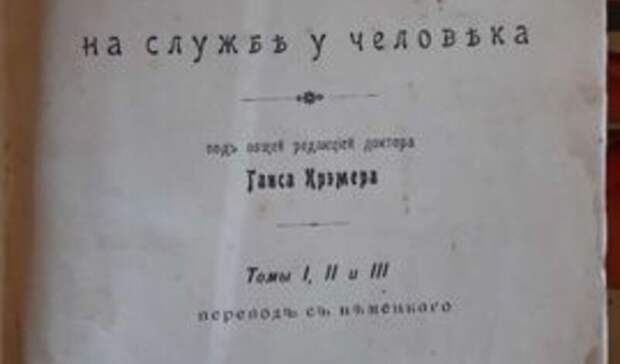 на службѣ у человѣка
подъ общей редакціей доктора
Ганса Крэмера
Томы I, II и III
переводъ съ нѣмецкаго